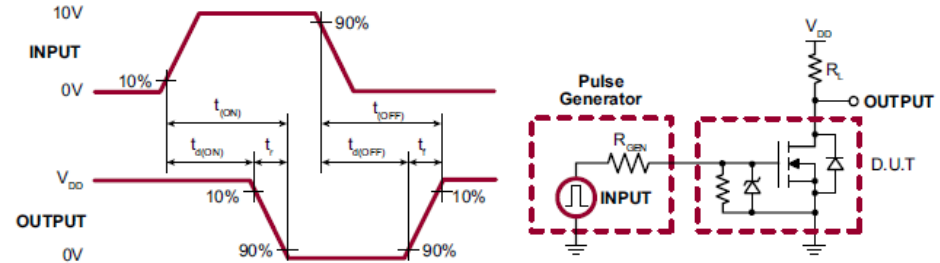 10V
INPUT
0V
10%
90%
t(ON)
t(OFF)
td(ON)
tr
td(OFF)
tf
VDD
OUTPUT
0V
10%
90%
90%
10%
Pulse
Generator
RGEN
INPUT
VDD
RL
OUTPUT
D.U.T